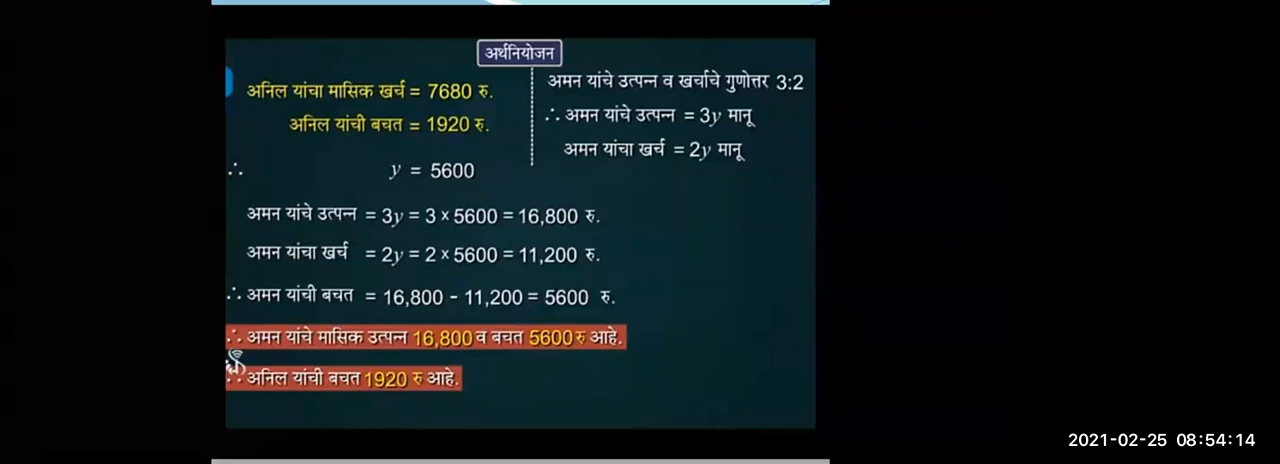 अर्थनियोजन
अनिल यांचा मासिक खर्च = 7680 रु.
अनिल यांची बचत = 1920 रु.
अमन यांचे उत्पन्न व खर्चाचे गुणोत्तर 3:2
∴ अमन यांचे उत्पन्न = 3y मानू
अमन यांचा खर्च = 2y मानू
∴ y = 5600
अमन यांचे उत्पन्न = 3y = 3 × 5600 = 16,800 रु.
अमन यांचा खर्च = 2y = 2 × 5600 = 11,200 रु.
∴ अमन यांची बचत = 16,800 - 11,200 = 5600 रु.
∴ अमन यांचे मासिक उत्पन्न 16,800 व बचत 5600 रु आहे.
∴ अनिल यांची बचत 1920 रु आहे.
2021-02-25 08:54:14